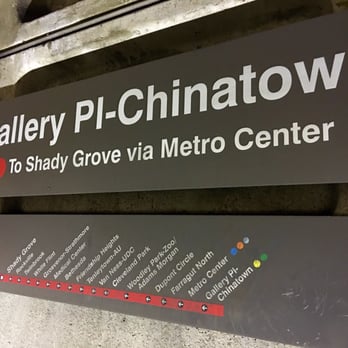 allery Pl-Chinatow
To Shady Grove via Metro Center
Shady Grove
Rockville
Twinbrook
White Flint
Grosvenor-Strathmore
Medical Center
Bethesda
Friendship Heights
Tenleytown-AU
Van Ness-UDC
Cleveland Park
Woodley Park-Zoo/
Adams Morgan
Dupont Circle
Farragut North
Metro Center
Gallery Pl-
Chinatown